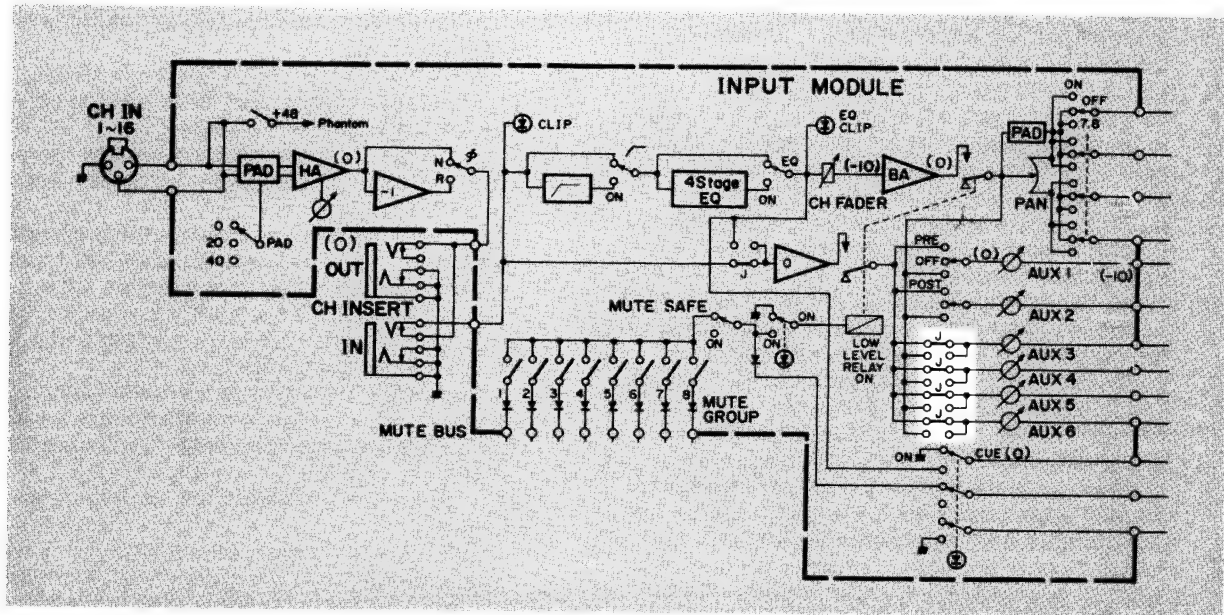 INPUT MODULE
CH IN
1~16
+48
Phantom
PAD
HA
(0)
-1
N
R
φ
0
20
40
PAD
(0)
OUT
CH INSERT
IN
CLIP
ON
4Stage
EQ
EQ
ON
EQ
CLIP
(-10)
CH FADER
BA
(0)
PAD
PAN
ON
OFF
7.8
J
0
PRE
OFF
POST
(0)
AUX 1
(-10)
AUX 2
J
AUX 3
J
AUX 4
J
AUX 5
J
AUX 6
MUTE SAFE
ON
ON
ON
LOW
LEVEL
RELAY
ON
1
2
3
4
5
6
7
8
MUTE
GROUP
MUTE BUS
ON
CUE (0)